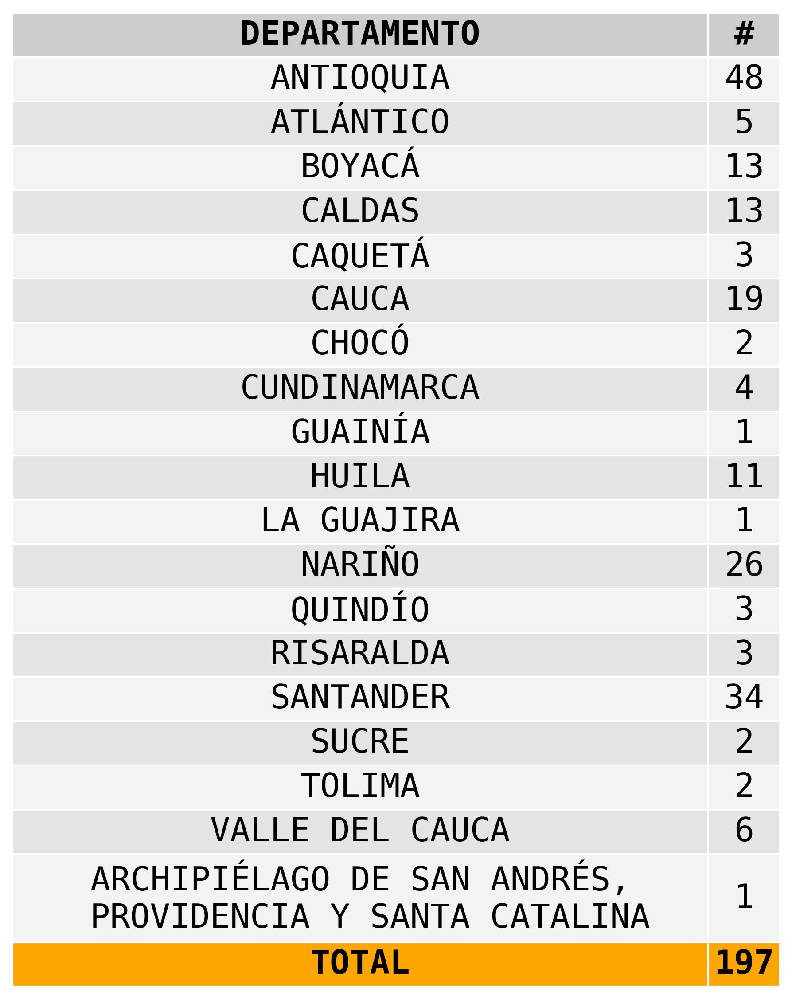 DEPARTAMENTO #
ANTIOQUIA 48
ATLÁNTICO 5
BOYACÁ 13
CALDAS 13
CAQUETÁ 3
CAUCA 19
CHOCÓ 2
CUNDINAMARCA 4
GUAINÍA 1
HUILA 11
LA GUAJIRA 1
NARIÑO 26
QUINDÍO 3
RISARALDA 3
SANTANDER 34
SUCRE 2
TOLIMA 2
VALLE DEL CAUCA 6
ARCHIPIÉLAGO DE SAN ANDRÉS,
PROVIDENCIA Y SANTA CATALINA 1
TOTAL 197